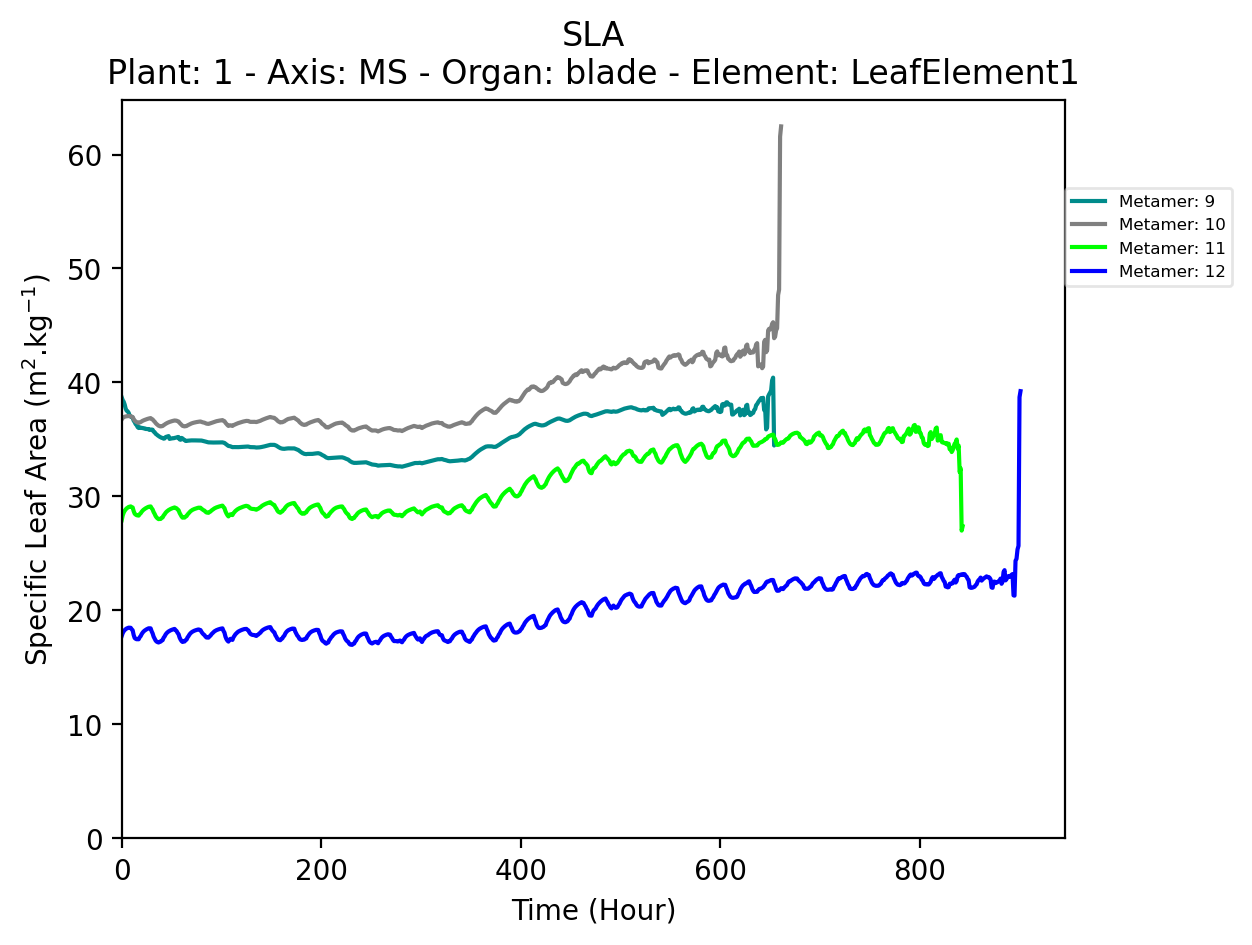 SLA
Plant: 1 - Axis: MS - Organ: blade - Element: LeafElement1
60
50
40
30
20
10
0
Specific Leaf Area (m².kg⁻¹)
0 200 400 600 800
Time (Hour)
Metamer: 9
Metamer: 10
Metamer: 11
Metamer: 12